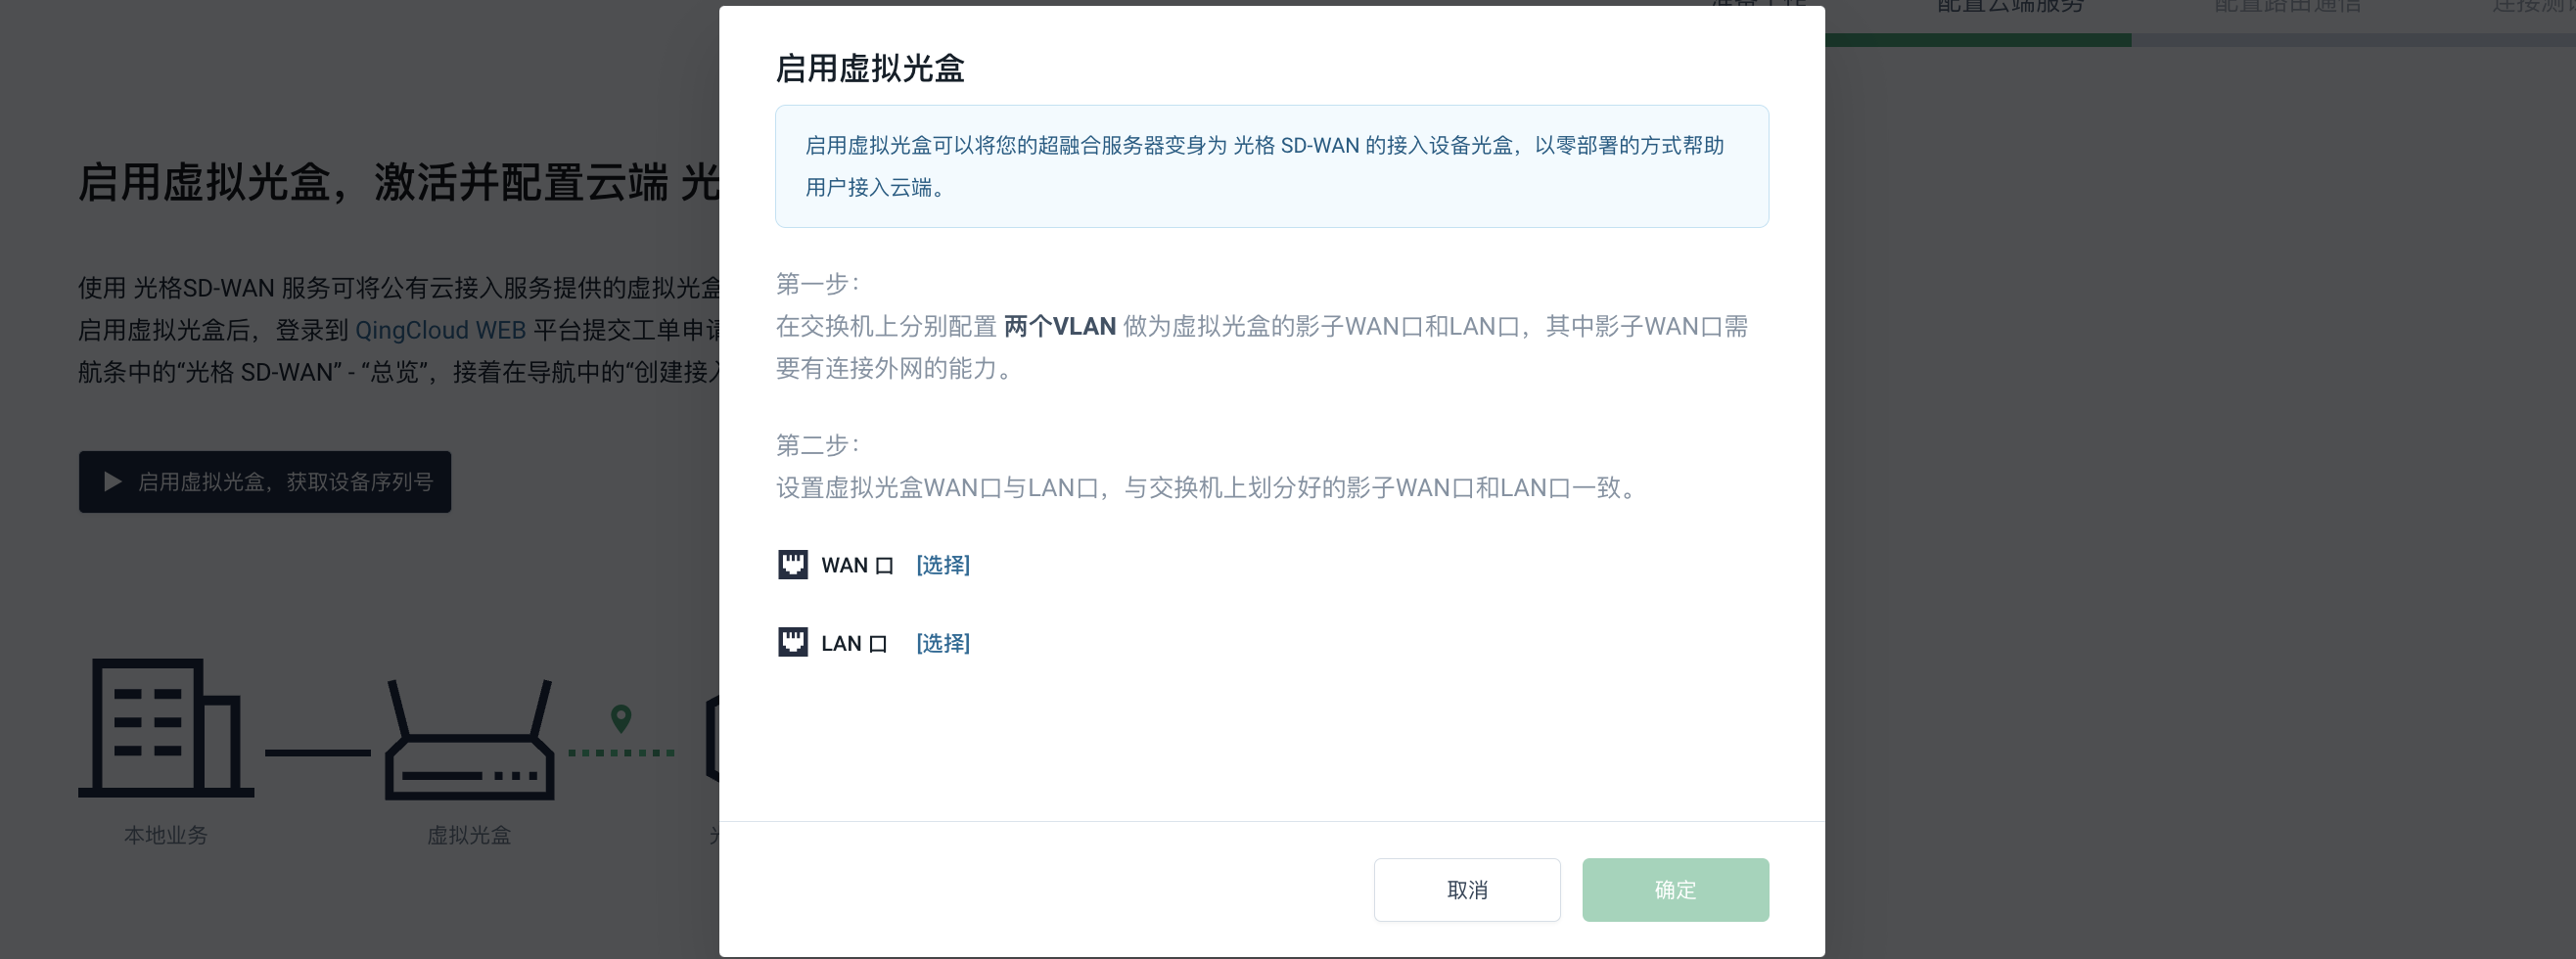 配置云端服务
配置路由通信
启用虚拟光盒
启用虚拟光盒可以将您的超融合服务器变身为 光格 SD-WAN 的接入设备光盒，以零部署的方式帮助
用户接入云端。
启用虚拟光盒，激活并配置云端 光
使用 光格SD-WAN 服务可将公有云接入服务提供的虚拟光盒
启用虚拟光盒后，登录到 QingCloud WEB 平台提交工单申请
航条中的“光格 SD-WAN” - “总览”，接着在导航中的“创建接入
启用虚拟光盒，获取设备序列号
第一步：
在交换机上分别配置 两个VLAN 做为虚拟光盒的影子WAN口和LAN口，其中影子WAN口需
要有连接外网的能力。
第二步：
设置虚拟光盒WAN口与LAN口，与交换机上划分好的影子WAN口和LAN口一致。
WAN 口 [选择]
LAN 口 [选择]
本地业务
虚拟光盒
取消
确定